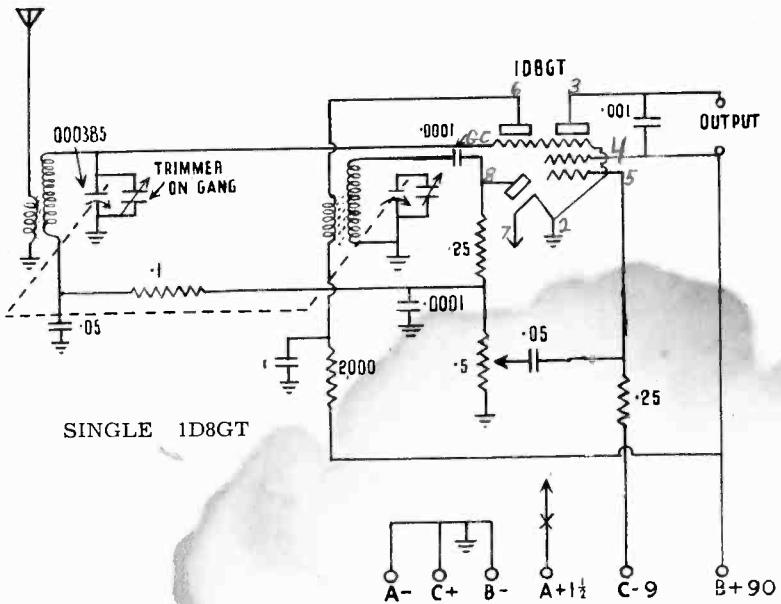 1D8GT
6
3
.001
OUTPUT
.0001
GC
4
000385
TRIMMER
ON GANG
8
5
7
2
.25
.1
.0001
.05
.05
.5
2000
.25
SINGLE 1D8GT
A-
C+
B-
A+1½
C-9
B+90